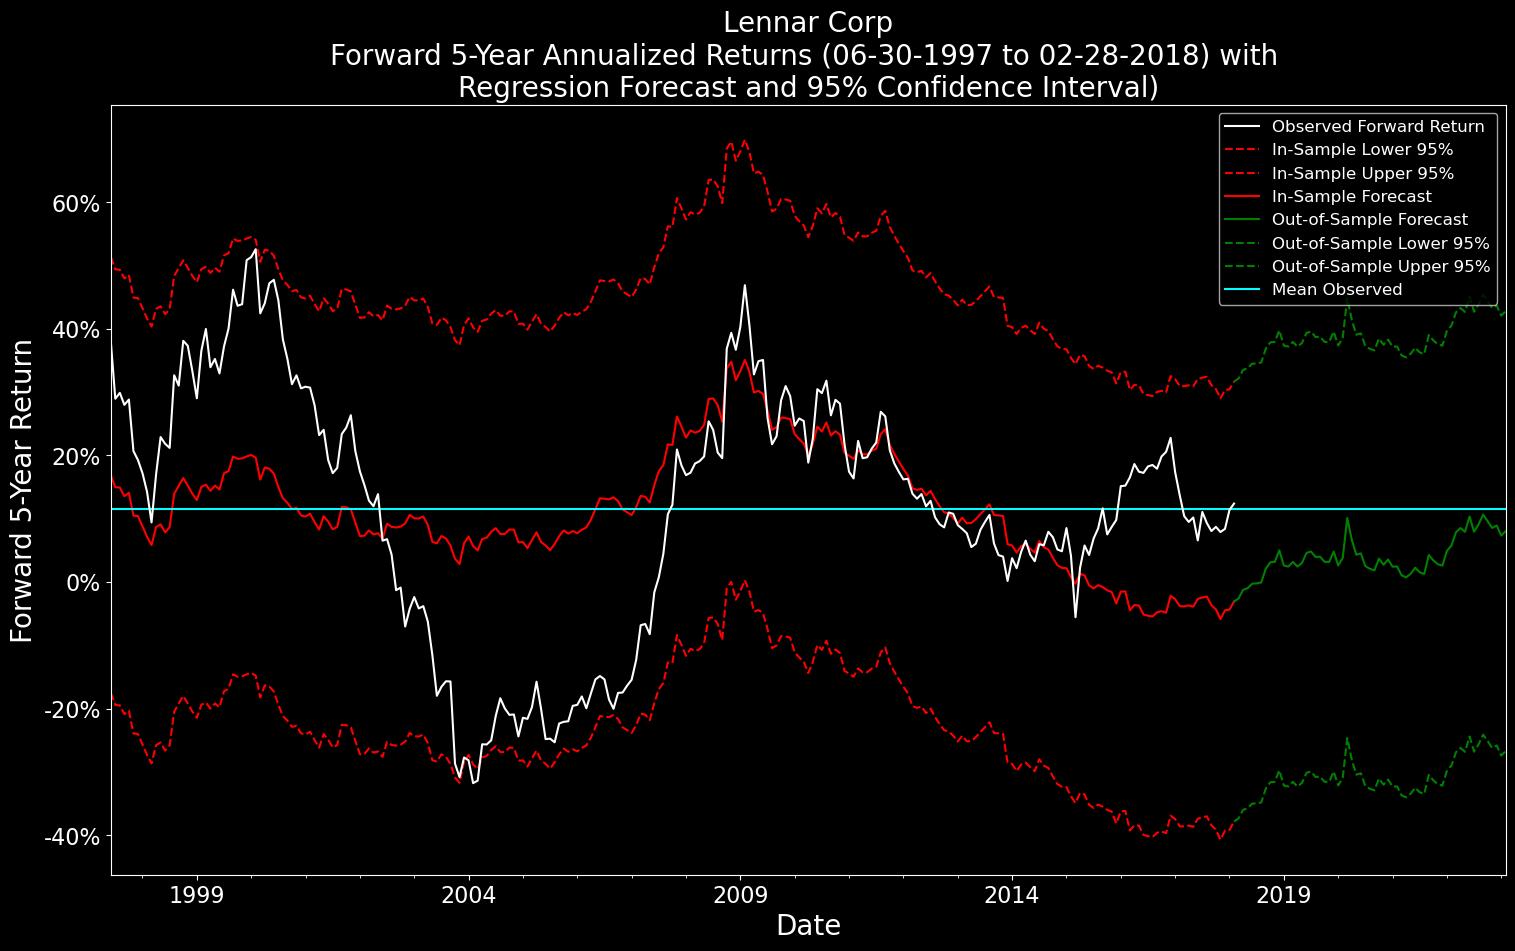 Lennar Corp
Forward 5-Year Annualized Returns (06-30-1997 to 02-28-2018) with
Regression Forecast and 95% Confidence Interval)
Observed Forward Return
In-Sample Lower 95%
In-Sample Upper 95%
In-Sample Forecast
Out-of-Sample Forecast
Out-of-Sample Lower 95%
Out-of-Sample Upper 95%
Mean Observed
Forward 5-Year Return
60%
40%
20%
0%
-20%
-40%
1999
2004
2009
2014
2019
Date